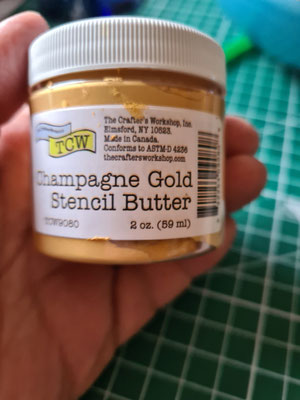 The Crafter's Workshop, Inc.
Elmsford, NY 10523.
Made in Canada.
Conforms to ASTM-D 4236
thecraftersworkshop.com
TCW
Champagne Gold
Stencil Butter
TCW9080
2 oz. (59 ml)